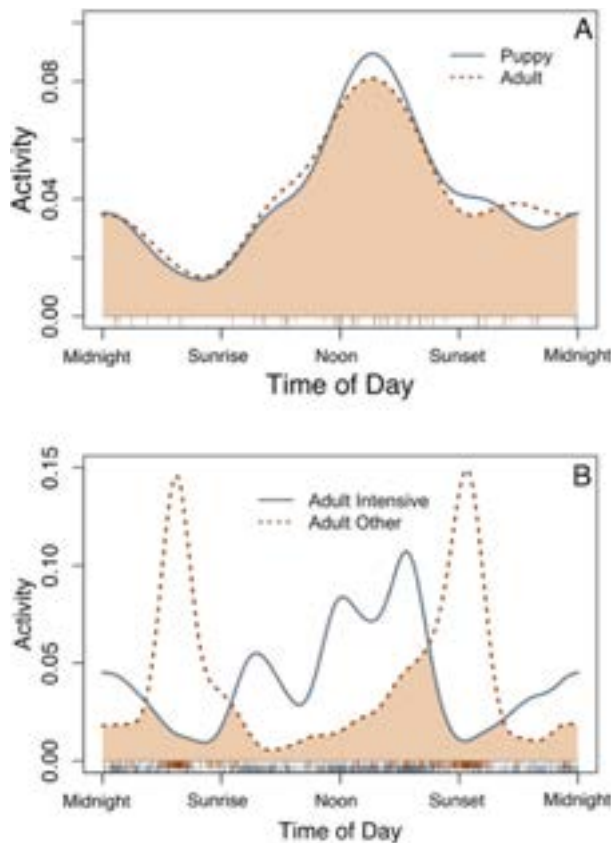 A
Puppy
Adult
0.08
0.04
0.00
Activity
Midnight Sunrise Noon Sunset Midnight
Time of Day
B
Adult Intensive
Adult Other
0.15
0.10
0.05
0.00
Activity
Midnight Sunrise Noon Sunset Midnight
Time of Day